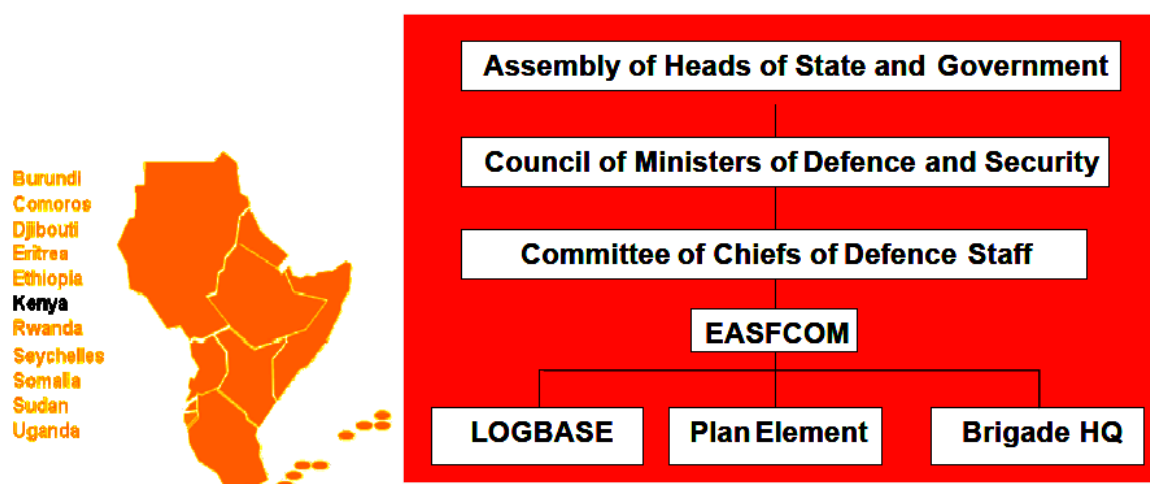 Burundi
Comoros
Djibouti
Eritrea
Ethiopia
Kenya
Rwanda
Seychelles
Somalia
Sudan
Uganda
Assembly of Heads of State and Government
Council of Ministers of Defence and Security
Committee of Chiefs of Defence Staff
EASFCOM
LOGBASE
Plan Element
Brigade HQ